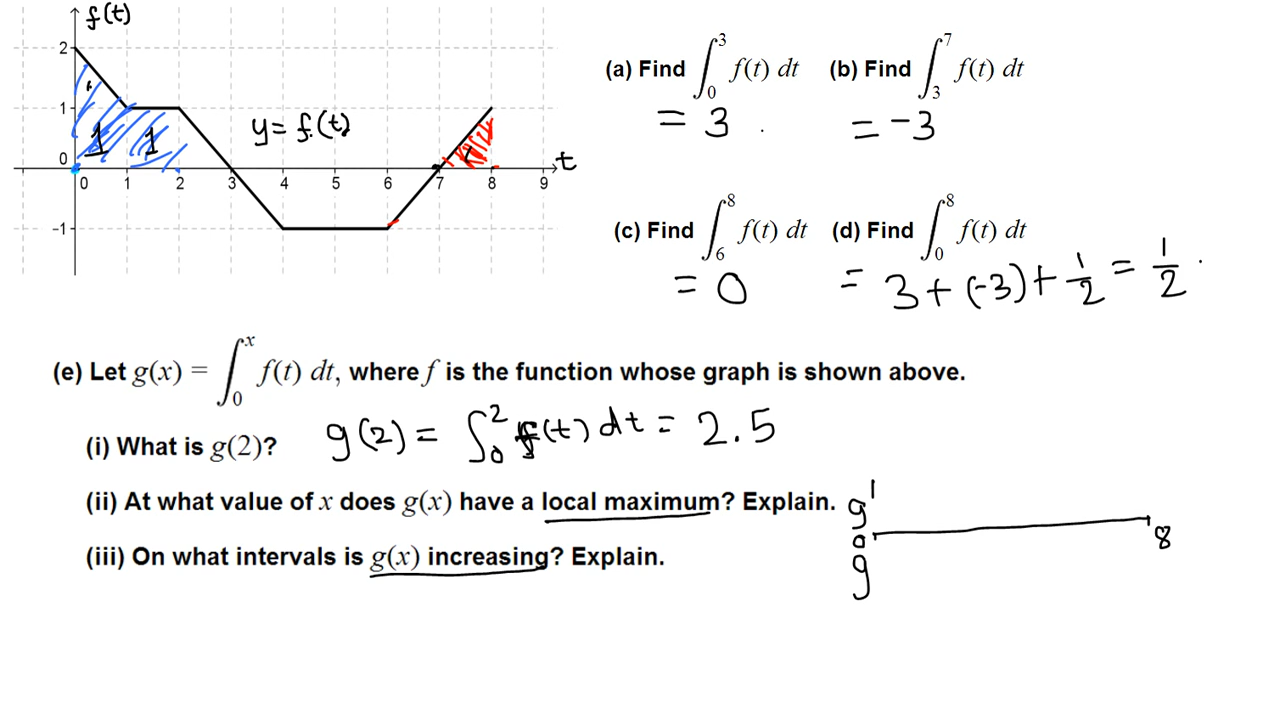 f(t)
2
1
1 1
y = f(t)
0
t
0 1 2 3 4 5 6 7 8 9
-1
(a) Find ∫₀³ f(t) dt (b) Find ∫₃⁷ f(t) dt
= 3 = -3
(c) Find ∫₆⁸ f(t) dt (d) Find ∫₀⁸ f(t) dt
= 0 = 3 + (-3) + 1/2 = 1/2
(e) Let g(x) = ∫₀ˣ f(t) dt, where f is the function whose graph is shown above.
(i) What is g(2)? g(2) = ∫₀² f(t) dt = 2.5
(ii) At what value of x does g(x) have a local maximum? Explain.
g'
0 8
(iii) On what intervals is g(x) increasing? Explain.
g